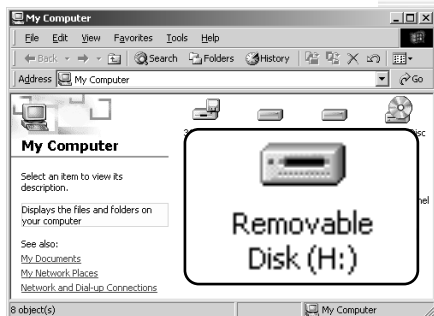 My Computer
File Edit View Favorites Tools Help
Back Search Folders History
Address My Computer Go
My Computer
Select an item to view its
description.
Displays the files and folders on
your computer
See also:
My Documents
My Network Places
Network and Dial-up Connections
Removable
Disk (H:)
8 object(s) My Computer